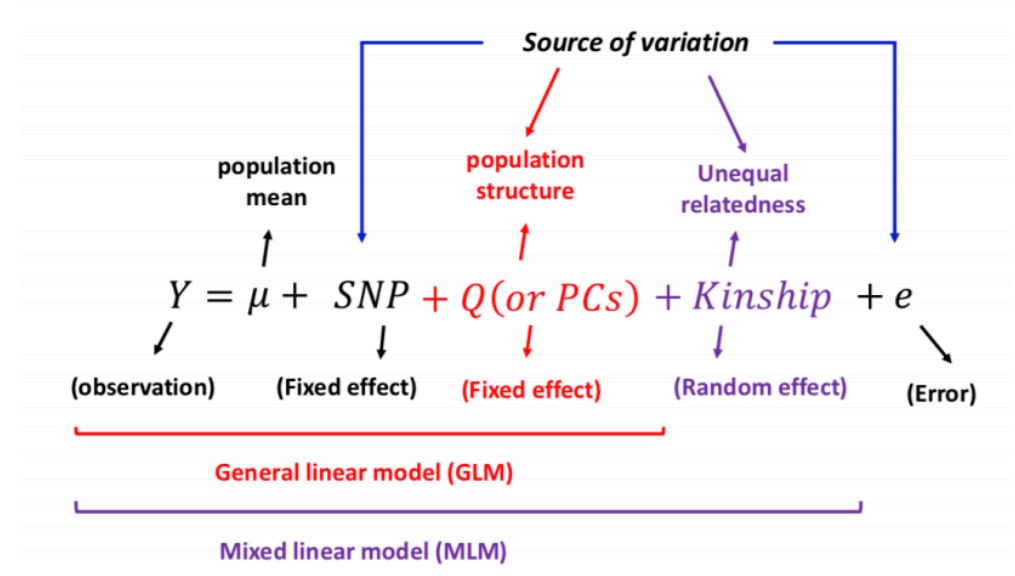 Source of variation
population
mean
population
structure
Unequal
relatedness
Y = μ + SNP + Q(or PCs) + Kinship + e
(observation) (Fixed effect) (Fixed effect) (Random effect) (Error)
General linear model (GLM)
Mixed linear model (MLM)